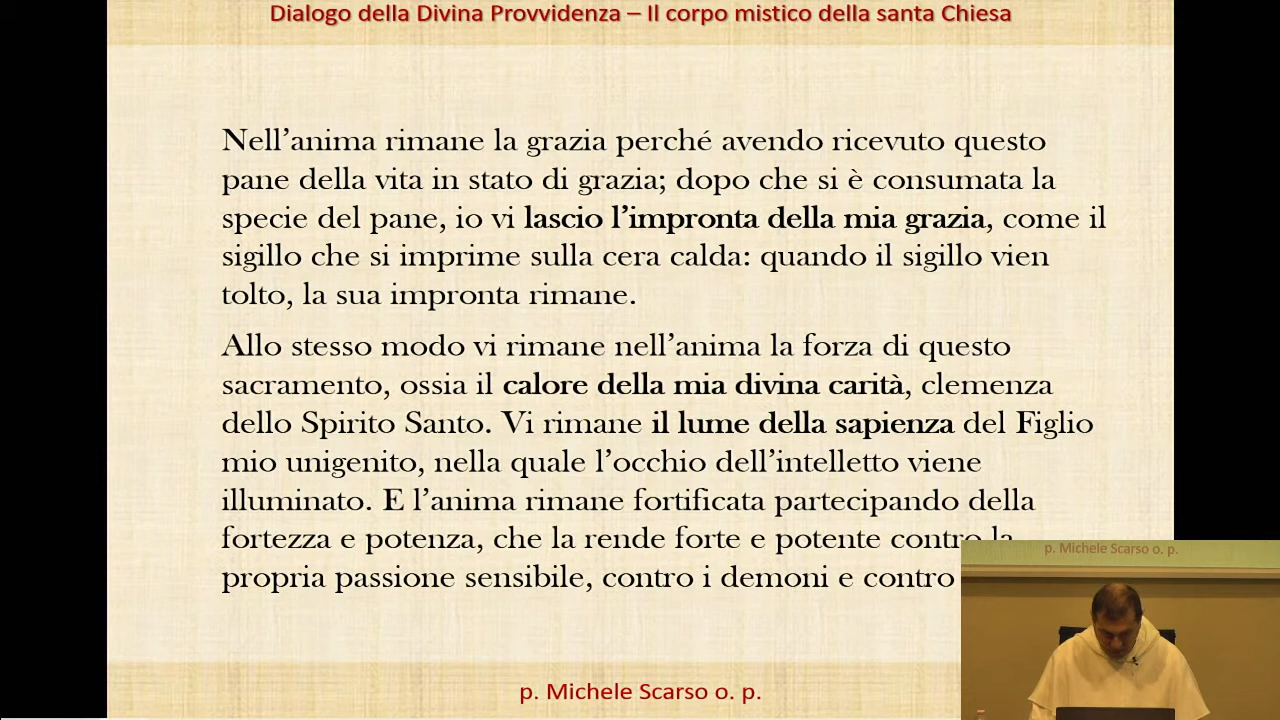 Dialogo della Divina Provvidenza – Il corpo mistico della santa Chiesa
Nell’anima rimane la grazia perché avendo ricevuto questo
pane della vita in stato di grazia; dopo che si è consumata la
specie del pane, io vi lascio l’impronta della mia grazia, come il
sigillo che si imprime sulla cera calda: quando il sigillo vien
tolto, la sua impronta rimane.
Allo stesso modo vi rimane nell’anima la forza di questo
sacramento, ossia il calore della mia divina carità, clemenza
dello Spirito Santo. Vi rimane il lume della sapienza del Figlio
mio unigenito, nella quale l’occhio dell’intelletto viene
illuminato. E l’anima rimane fortificata partecipando della
fortezza e potenza, che la rende forte e potente contro la
propria passione sensibile, contro i demoni e contro
p. Michele Scarso o. p.
p. Michele Scarso o. p.